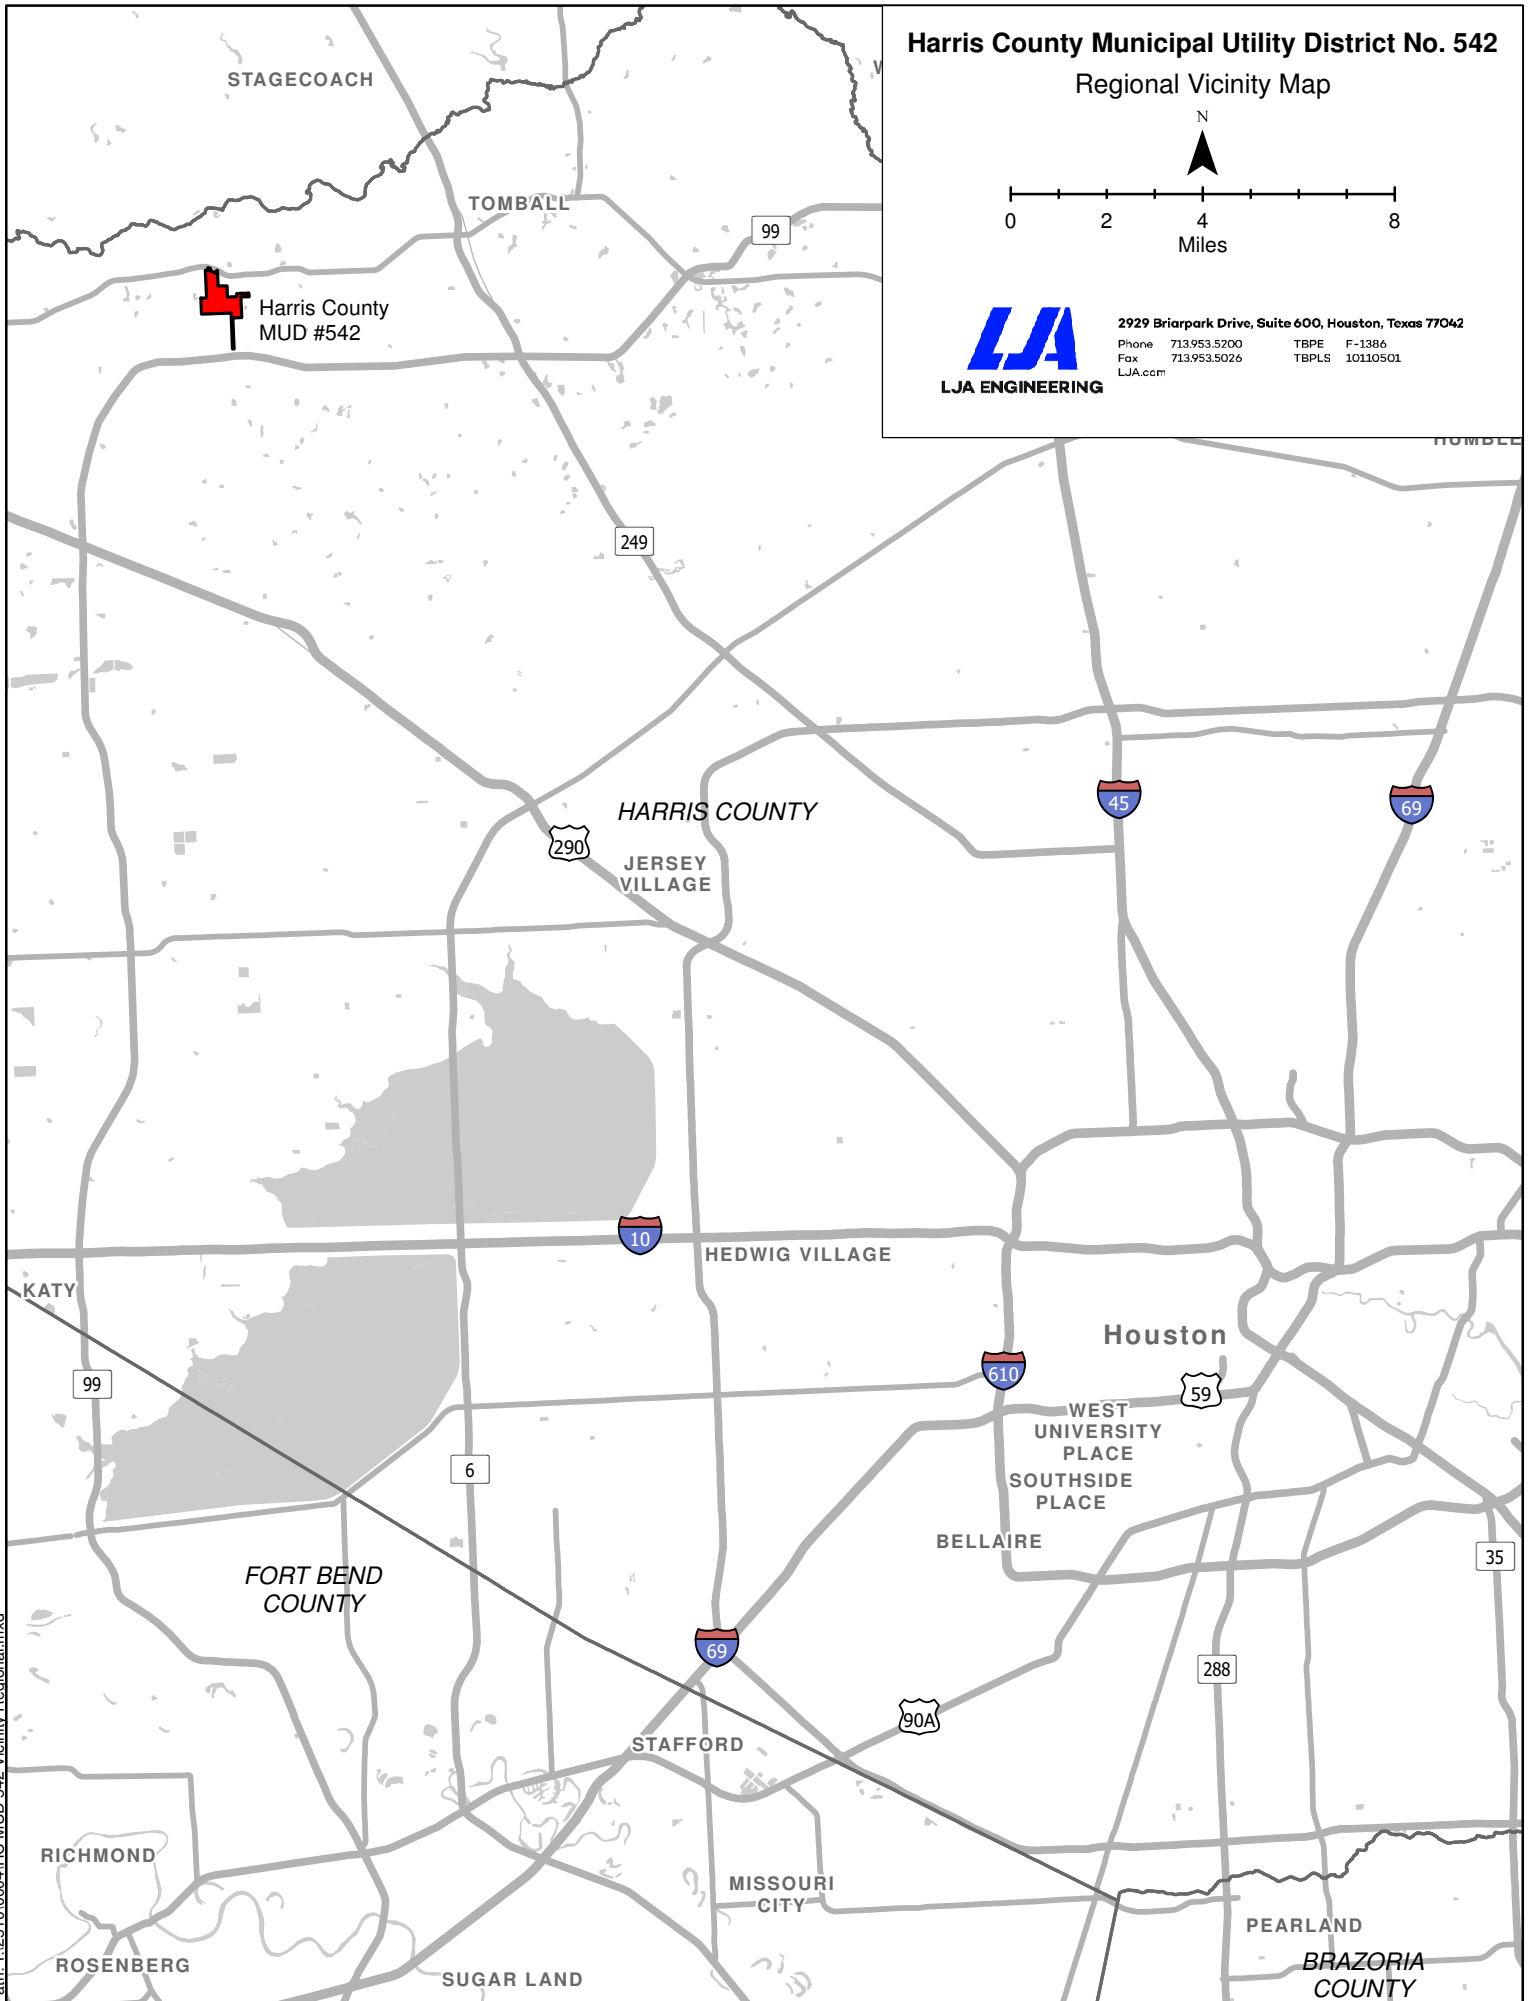 Harris County Municipal Utility District No. 542
Regional Vicinity Map
N
0 2 4 8
Miles
LJA
LJA ENGINEERING
2929 Briarpark Drive, Suite 600, Houston, Texas 77042
Phone 713.953.5200 TBPE F-1386
Fax 713.953.5026 TBPLS 10110501
LJA.com
STAGECOACH
TOMBALL
99
Harris County
MUD #542
HUMBLE
249
HARRIS COUNTY
45
69
290
JERSEY
VILLAGE
10
HEDWIG VILLAGE
KATY
Houston
99
610
59
WEST
UNIVERSITY
PLACE
6
SOUTHSIDE
PLACE
BELLAIRE
35
FORT BEND
COUNTY
69
288
90A
STAFFORD
RICHMOND
MISSOURI
CITY
PEARLAND
ROSENBERG
SUGAR LAND
BRAZORIA
COUNTY